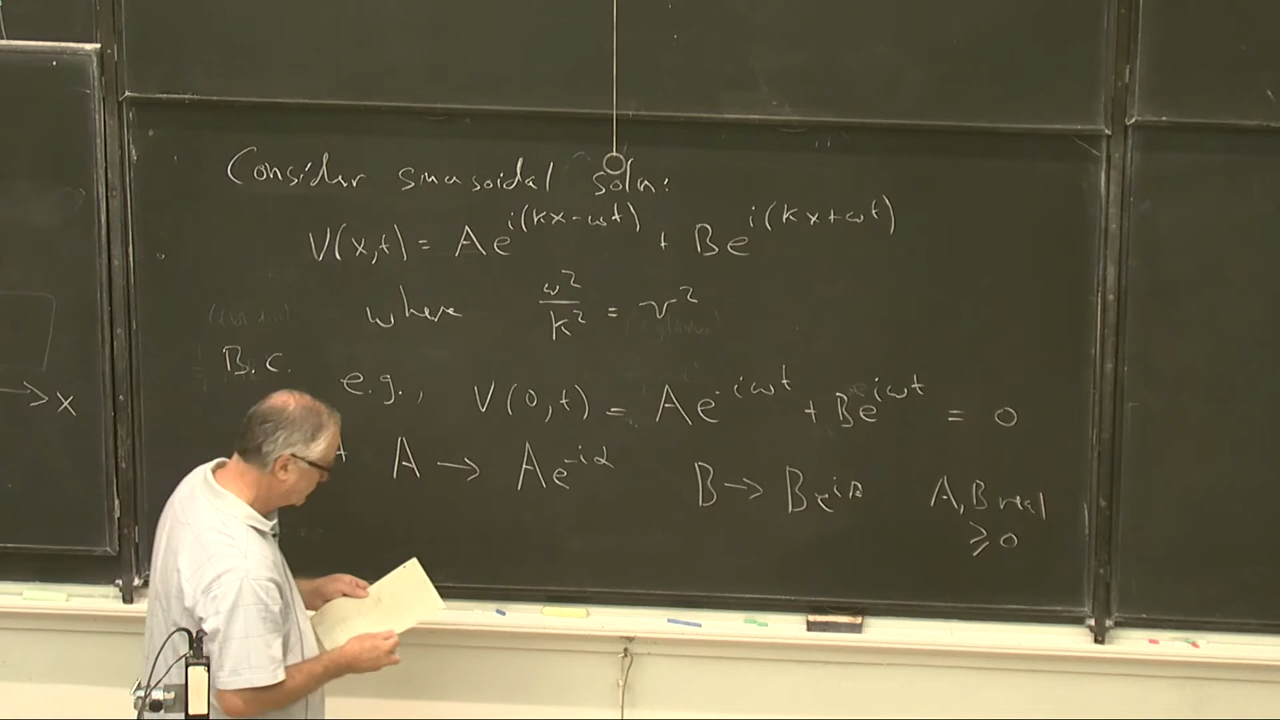 Consider sinusoidal soln:
V(x,t) = Ae^{i(kx-ωt)} + Be^{i(kx+ωt)}
where ω²/k² = v²
B.C. e.g., V(0,t) = Ae^{-iωt} + Be^{iωt} = 0
→ x
A → Ae^{-iα} B → Be^{iβ} A,B real
≥ 0